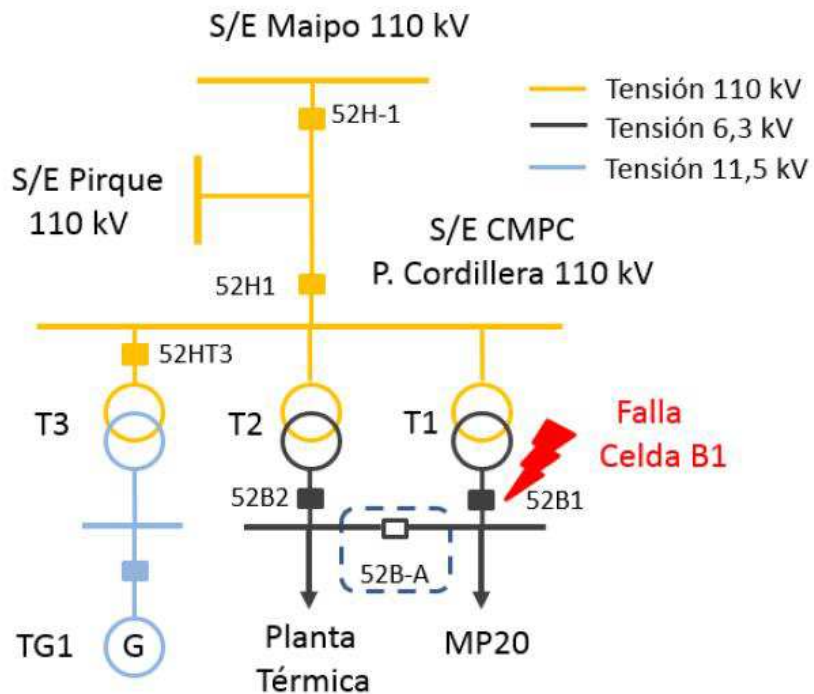 S/E Maipo 110 kV
52H-1
Tensión 110 kV
Tensión 6,3 kV
Tensión 11,5 kV
S/E Pirque
110 kV
S/E CMPC
P. Cordillera 110 kV
52H1
52HT3
T3
T2
T1
Falla
Celda B1
52B2
52B1
52B-A
TG1
G
Planta
Térmica
MP20